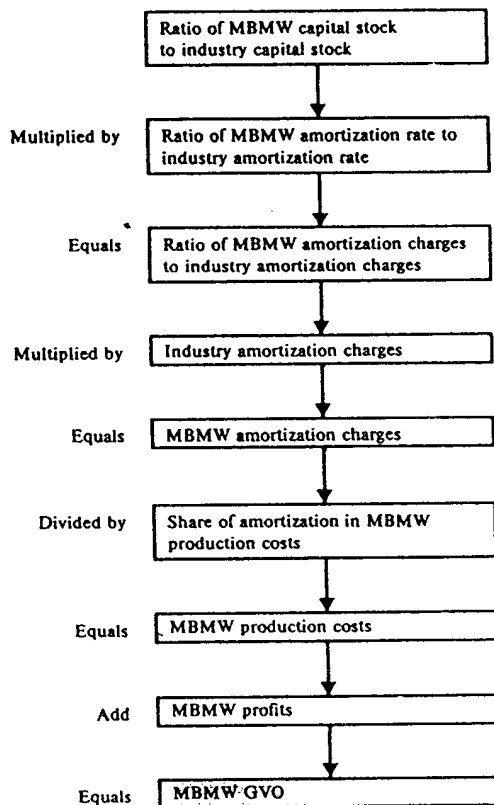 Ratio of MBMW capital stock
to industry capital stock
Multiplied by
Ratio of MBMW amortization rate to
industry amortization rate
Equals
Ratio of MBMW amortization charges
to industry amortization charges
Multiplied by
Industry amortization charges
Equals
MBMW amortization charges
Divided by
Share of amortization in MBMW
production costs
Equals
MBMW production costs
Add
MBMW profits
Equals
MBMW GVO